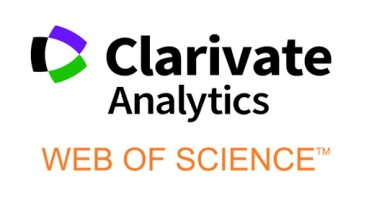 Clarivate
Analytics
WEB OF SCIENCE™